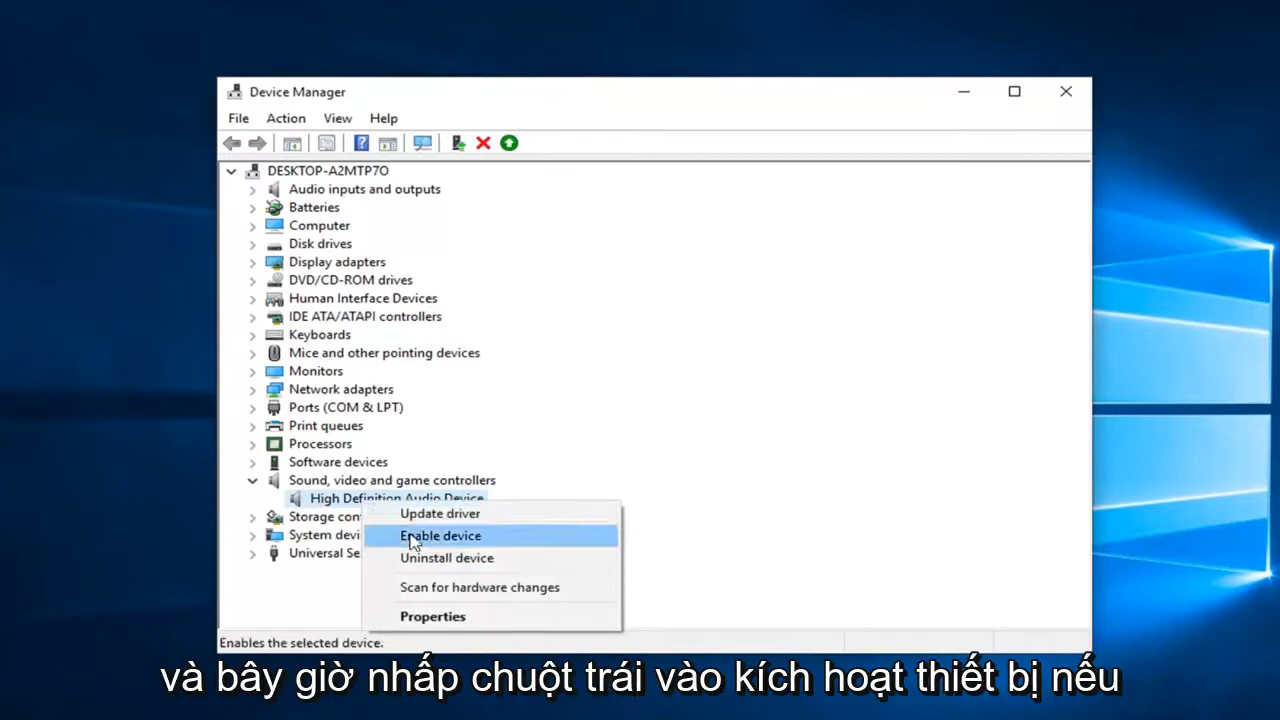 Device Manager
File Action View Help
DESKTOP-A2MTP7O
Audio inputs and outputs
Batteries
Computer
Disk drives
Display adapters
DVD/CD-ROM drives
Human Interface Devices
IDE ATA/ATAPI controllers
Keyboards
Mice and other pointing devices
Monitors
Network adapters
Ports (COM & LPT)
Print queues
Processors
Software devices
Sound, video and game controllers
High Definition Audio Device
Storage
System
Universal
Update driver
Enable device
Uninstall device
Scan for hardware changes
Properties
Enables the selected device.
và bây giờ nhấp chuột trái vào kích hoạt thiết bị nếu